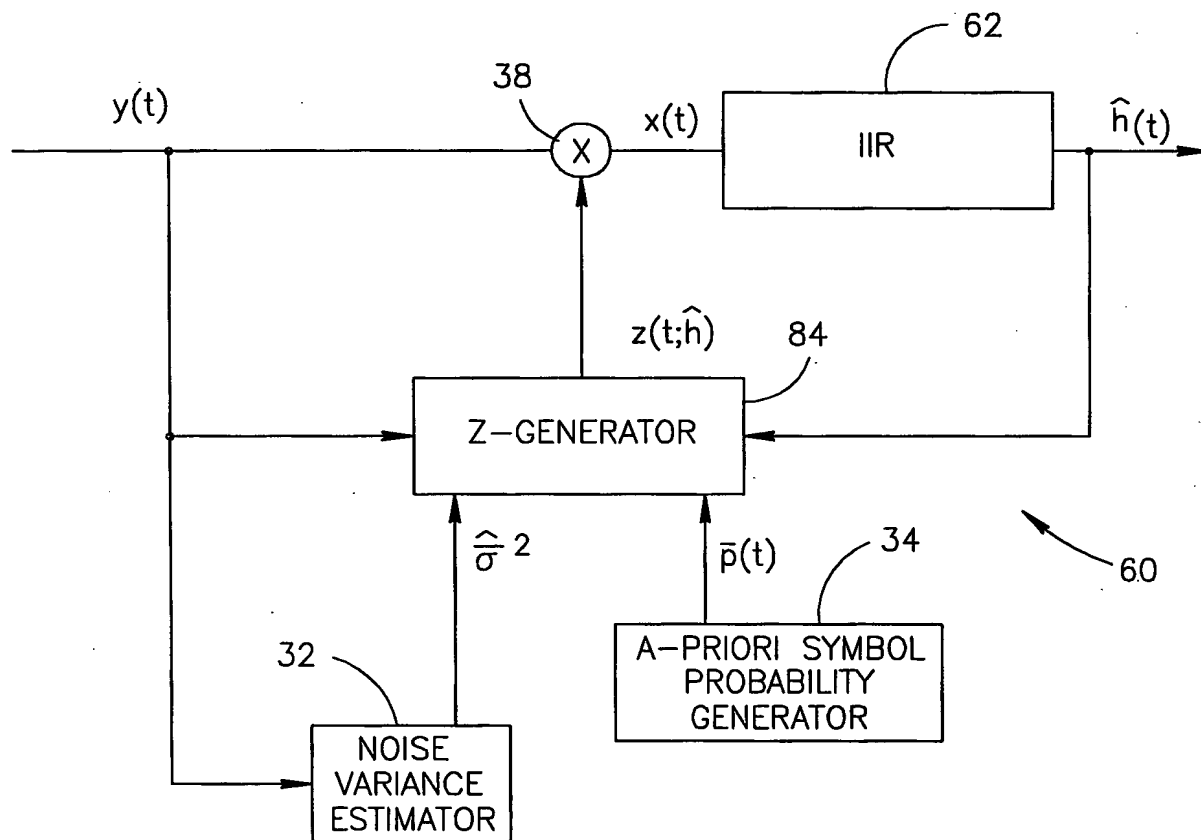 62
38
y(t)
x(t)
ĥ(t)
X
IIR
z(t;ĥ)
84
Z-GENERATOR
σ̂ 2
p̄(t)
34
60
32
A-PRIORI SYMBOL
PROBABILITY
GENERATOR
NOISE
VARIANCE
ESTIMATOR